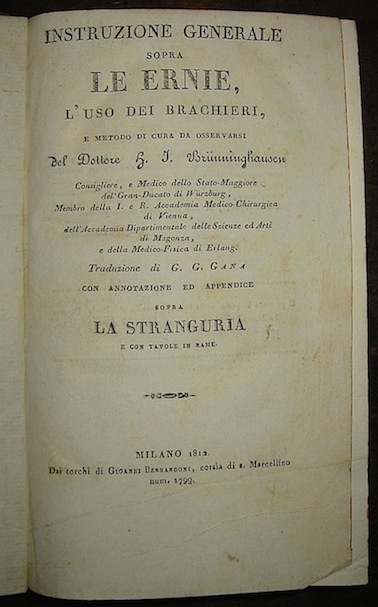 INSTRUZIONE GENERALE
SOPRA
LE ERNIE,
L'USO DEI BRACHIERI,
E METODO DI CURA DA OSSERVARSI
del Dottore H. J. Brünninghausen
Consigliere, e Medico dello Stato-Maggiore
del Gran-Ducato di Würzburg,
Membro della I. e R. Accademia Medico-Chirurgica
di Vienna,
dell'Accademia Dipartimentale delle Scienze ed Arti
di Magonza,
e della Medico-Fisica di Erlang.
Traduzione di G. G. GANA
CON ANNOTAZIONE ED APPENDICE
SOPRA
LA STRANGURIA
E CON TAVOLE IN RAME.
MILANO 1812.
Dai torchi di GIOANNI BERNARDONI, corsia di s. Marcellino
num. 1799.